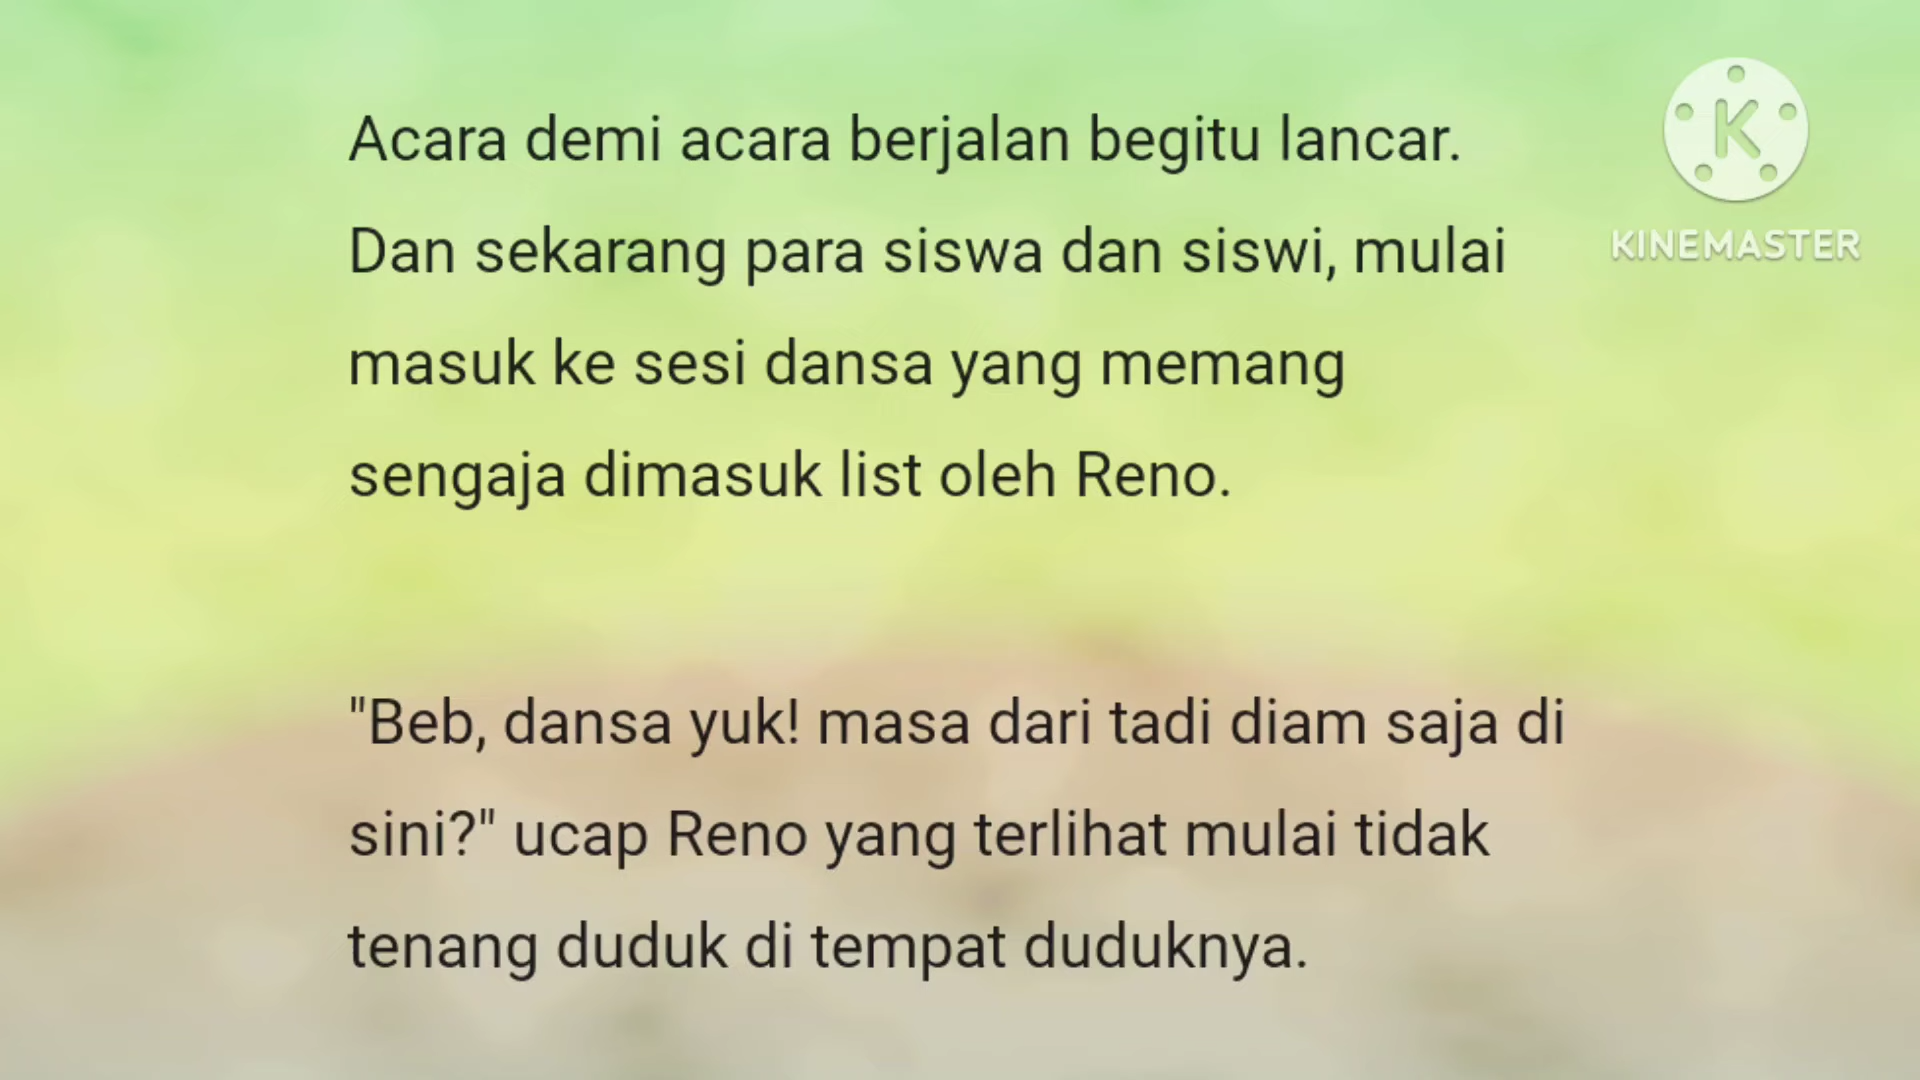 Acara demi acara berjalan begitu lancar.
Dan sekarang para siswa dan siswi, mulai
masuk ke sesi dansa yang memang
sengaja dimasuk list oleh Reno.
"Beb, dansa yuk! masa dari tadi diam saja di
sini?" ucap Reno yang terlihat mulai tidak
tenang duduk di tempat duduknya.
K
KINEMASTER